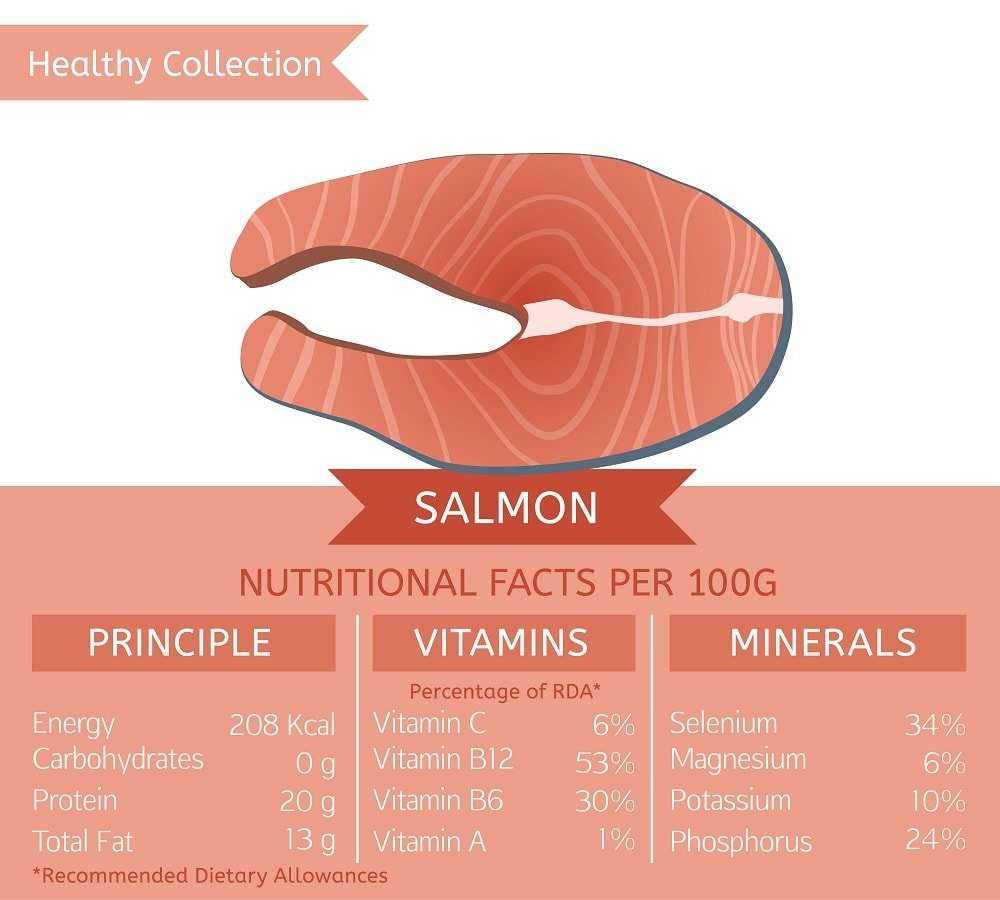 Healthy Collection
SALMON
NUTRITIONAL FACTS PER 100G
PRINCIPLE
Energy 208 Kcal
Carbohydrates 0 g
Protein 20 g
Total Fat 13 g
VITAMINS
Percentage of RDA*
Vitamin C 6%
Vitamin B12 53%
Vitamin B6 30%
Vitamin A 1%
MINERALS
Selenium 34%
Magnesium 6%
Potassium 10%
Phosphorus 24%
*Recommended Dietary Allowances